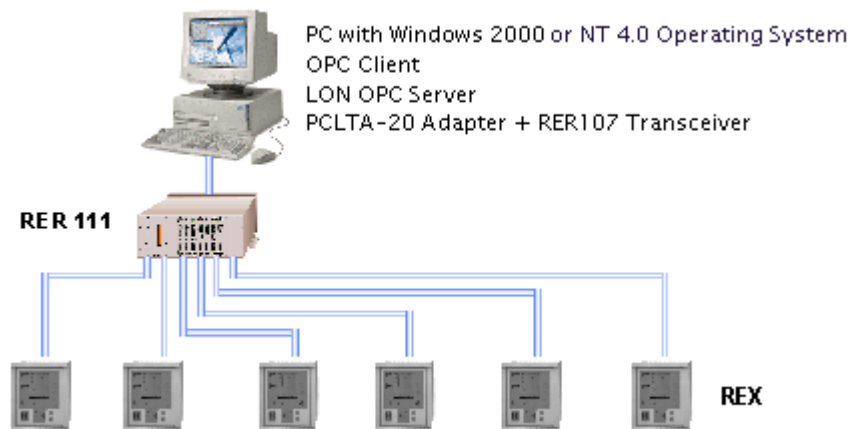 PC with Windows 2000 or NT 4.0 Operating System
OPC Client
LON OPC Server
PCLTA-20 Adapter + RER107 Transceiver
RER 111
REX